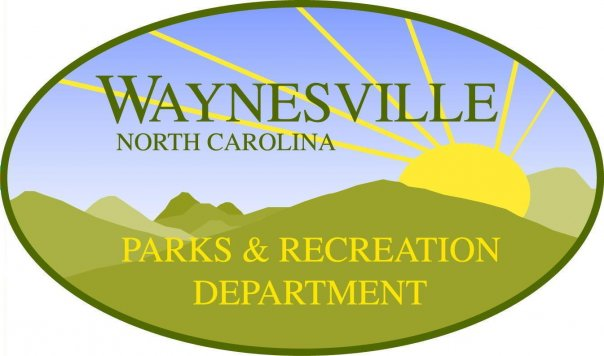 WAYNESVILLE
NORTH CAROLINA
PARKS & RECREATION
DEPARTMENT